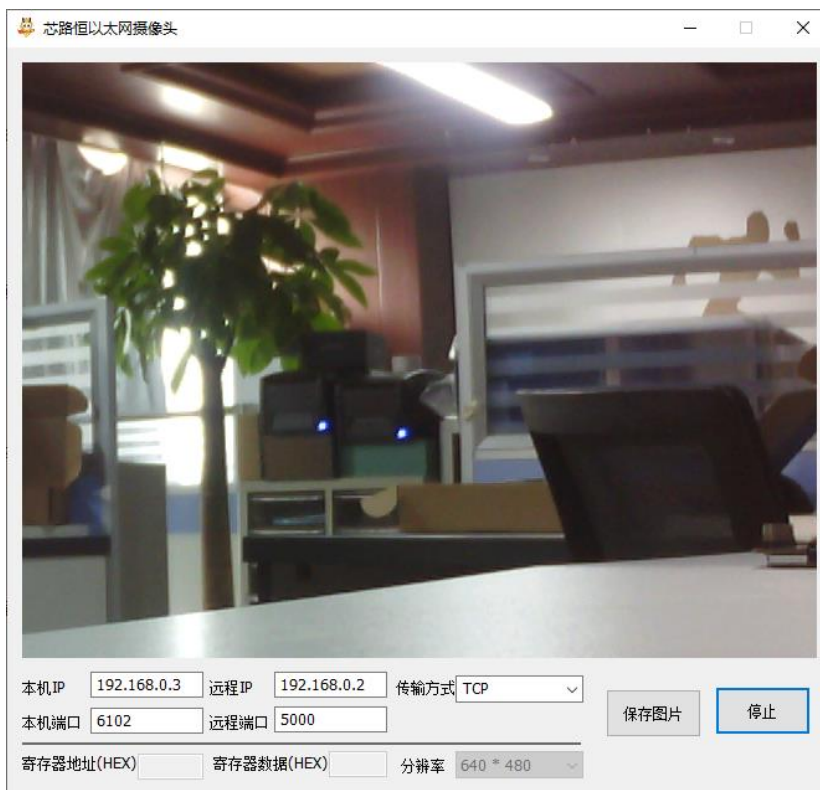 芯路恒以太网摄像头
本机IP 192.168.0.3 远程IP 192.168.0.2 传输方式 TCP
本机端口 6102 远程端口 5000
保存图片 停止
寄存器地址(HEX) 寄存器数据(HEX) 分辨率 640 * 480